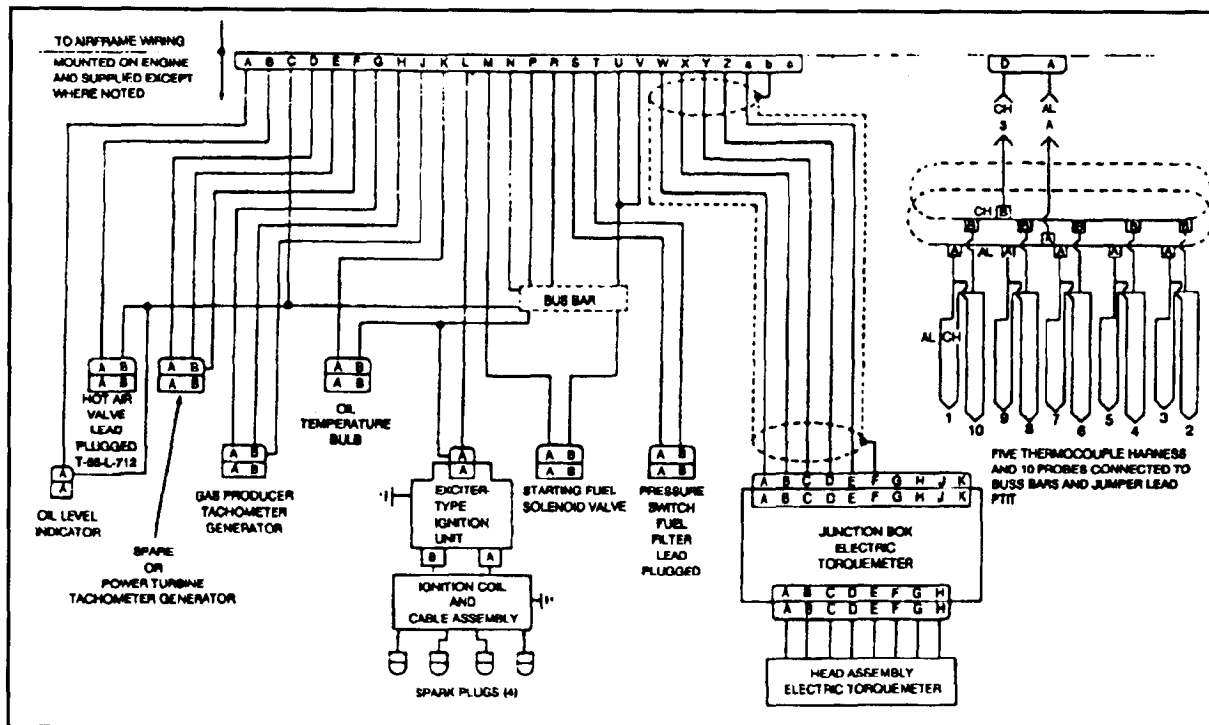 TO AIRFRAME WIRING
MOUNTED ON ENGINE
AND SUPPLIED EXCEPT
WHERE NOTED
A B C D E F G H J K L M N P R S T U V W X Y Z a b c
D A
CH
3
AL
A
CH B
B B B B B
A
A AL A A A A
AL CH
1 10 9 8 7 6 5 4 3 2
FIVE THERMOCOUPLE HARNESS
AND 10 PROBES CONNECTED TO
BUSS BARS AND JUMPER LEAD
PTIT
BUS BAR
A B
A B
HOT AIR
VALVE
LEAD
PLUGGED
T-66-L-712
A B
A B
SPARE
OR
POWER TURBINE
TACHOMETER GENERATOR
A
A
OIL LEVEL
INDICATOR
A B
A B
GAS PRODUCER
TACHOMETER
GENERATOR
A B
A B
OIL
TEMPERATURE
BULB
A
A
EXCITER-
TYPE
IGNITION
UNIT
B A
IGNITION COIL
AND
CABLE ASSEMBLY
SPARK PLUGS (4)
A B
A B
STARTING FUEL
SOLENOID VALVE
A B
A B
PRESSURE
SWITCH
FUEL
FILTER
LEAD
PLUGGED
A B C D E F G H J K
A B C D E F G H J K
JUNCTION BOX
ELECTRIC
TORQUEMETER
A B C D E F G H
A B C D E F G H
HEAD ASSEMBLY
ELECTRIC TORQUEMETER